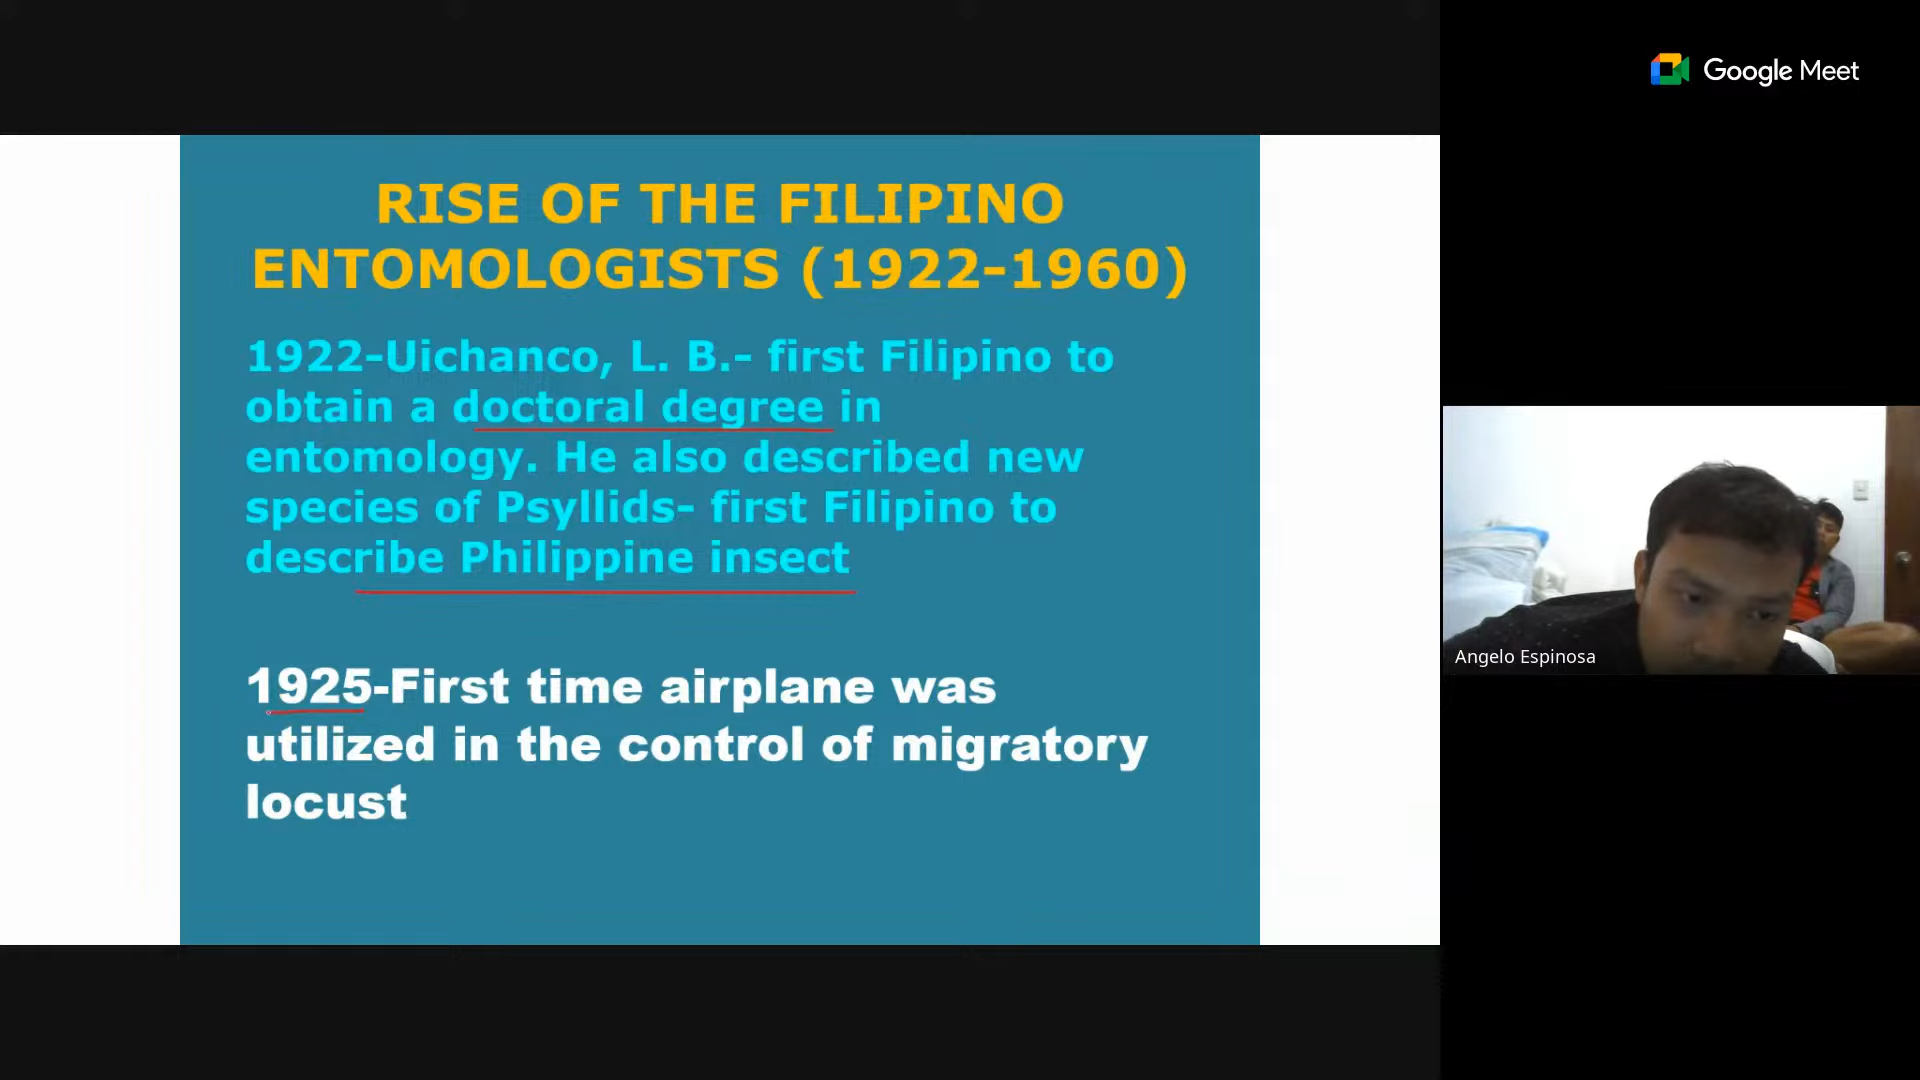 Google Meet
RISE OF THE FILIPINO
ENTOMOLOGISTS (1922-1960)
1922-Uichanco, L. B.- first Filipino to
obtain a doctoral degree in
entomology. He also described new
species of Psyllids- first Filipino to
describe Philippine insect
1925-First time airplane was
utilized in the control of migratory
locust
Angelo Espinosa